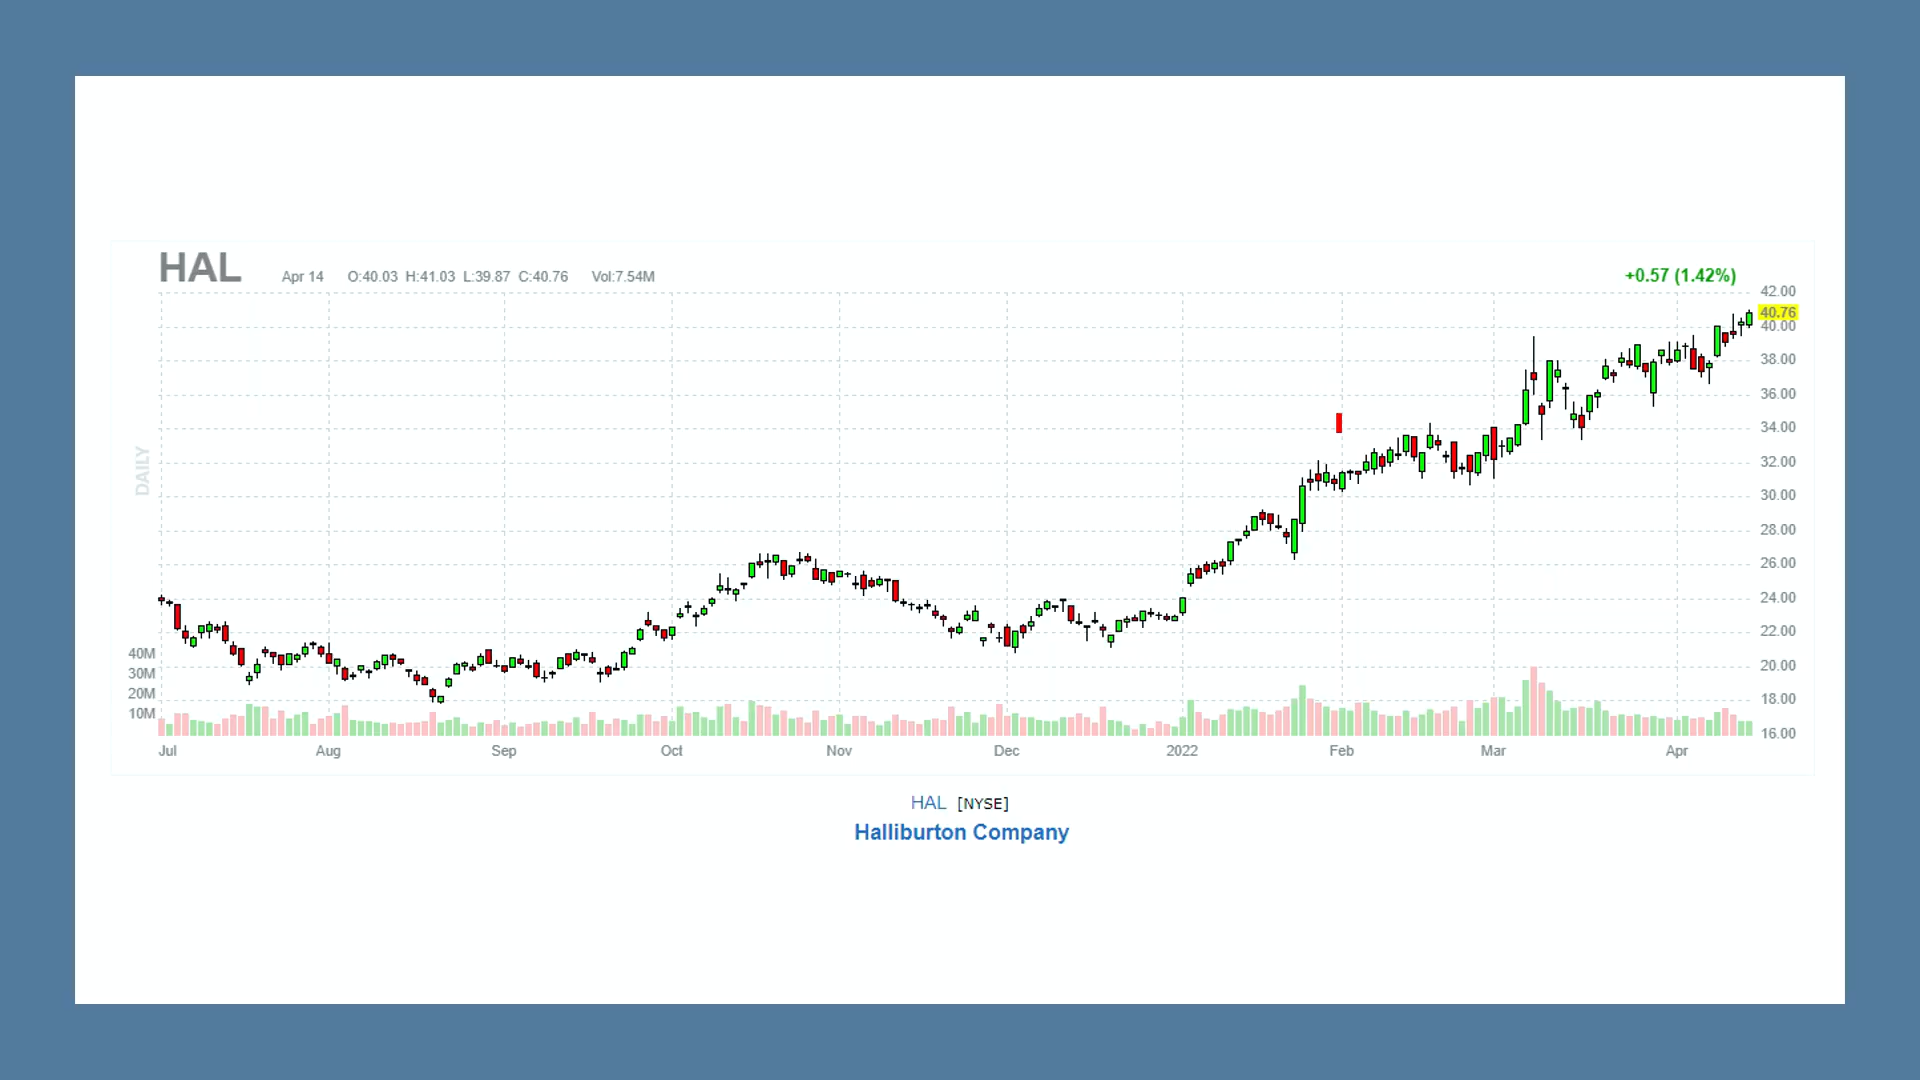 HAL Apr 14 O:40.03 H:41.03 L:39.87 C:40.76 Vol:7.54M +0.57 (1.42%)
42.00
40.76
40.00
38.00
36.00
34.00
32.00
30.00
28.00
26.00
24.00
22.00
20.00
18.00
16.00
DAILY
40M
30M
20M
10M
Jul Aug Sep Oct Nov Dec 2022 Feb Mar Apr
HAL [NYSE]
Halliburton Company